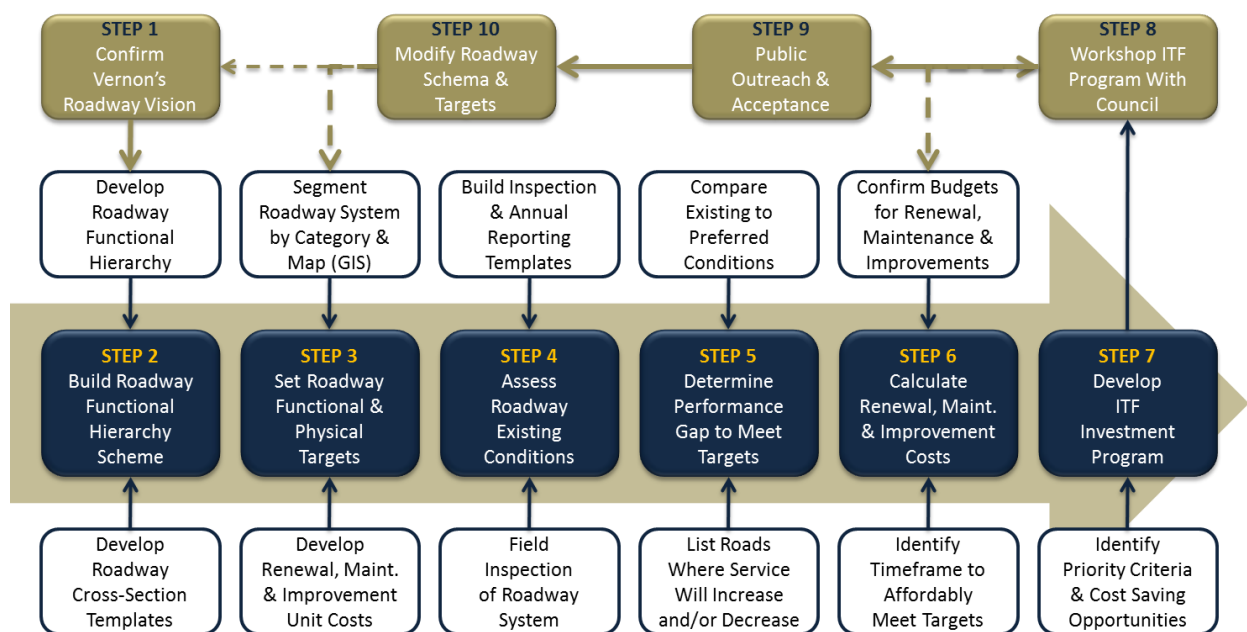 STEP 1
Confirm
Vernon's
Roadway Vision
STEP 10
Modify Roadway
Schema &
Targets
STEP 9
Public
Outreach &
Acceptance
STEP 8
Workshop ITF
Program With
Council
Develop
Roadway
Functional
Hierarchy
Segment
Roadway System
by Category &
Map (GIS)
Build Inspection
& Annual
Reporting
Templates
Compare
Existing to
Preferred
Conditions
Confirm Budgets
for Renewal,
Maintenance &
Improvements
STEP 2
Build Roadway
Functional
Hierarchy
Scheme
STEP 3
Set Roadway
Functional &
Physical
Targets
STEP 4
Assess
Roadway
Existing
Conditions
STEP 5
Determine
Performance
Gap to Meet
Targets
STEP 6
Calculate
Renewal, Maint.
& Improvement
Costs
STEP 7
Develop
ITF
Investment
Program
Develop
Roadway
Cross-Section
Templates
Develop
Renewal, Maint.
& Improvement
Unit Costs
Field
Inspection
of Roadway
System
List Roads
Where Service
Will Increase
and/or Decrease
Identify
Timeframe to
Affordably
Meet Targets
Identify
Priority Criteria
& Cost Saving
Opportunities